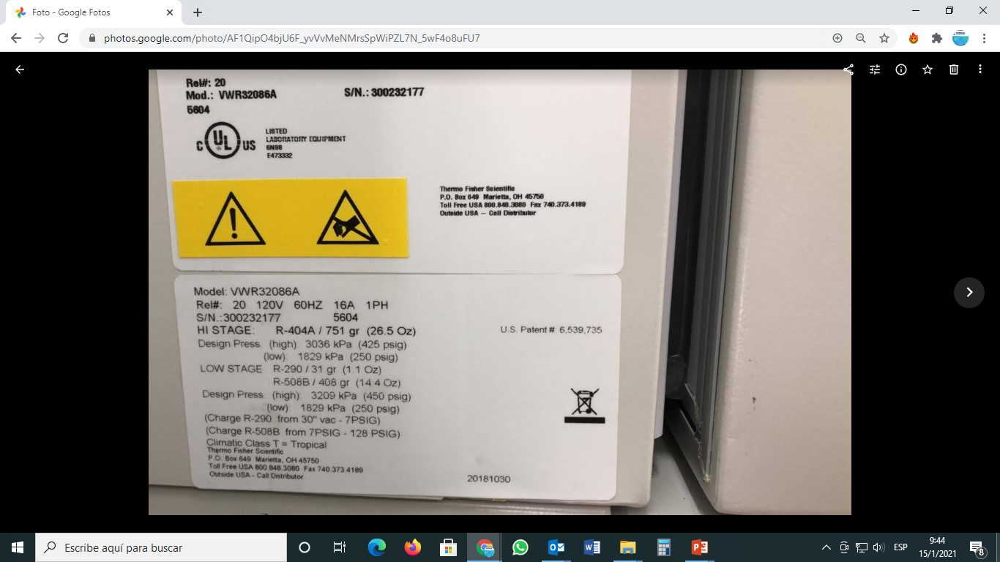 Foto - Google Fotos
photos.google.com/photo/AF1QipO4bjU6F_yvVvMeNMrsSpWiPZL7N_5wF4o8uFU7
Rel#: 20
Mod.: VWR32086A S/N.: 300232177
5604
C UL US
LISTED
LABORATORY EQUIPMENT
6N98
E473332
Thermo Fisher Scientific
P.O. Box 649 Marietta, OH 45750
Toll Free USA 800.848.3080 Fax 740.373.4189
Outside USA – Call Distributor
Model: VWR32086A
Rel#: 20 120V 60HZ 16A 1PH
S/N.:300232177 5604
HI STAGE: R-404A / 751 gr (26.5 Oz)
U.S. Patent #: 6,539,735
Design Press. (high): 3036 kPa (425 psig)
(low): 1829 kPa (250 psig)
LOW STAGE R-290 / 31 gr (1.1 Oz)
R-508B / 408 gr (14.4 Oz)
Design Press. (high): 3209 kPa (450 psig)
(low): 1829 kPa (250 psig)
(Charge R-290 from 30" vac - 7PSIG)
(Charge R-508B from 7PSIG - 128 PSIG)
Climatic Class T = Tropical
Thermo Fisher Scientific
P.O. Box 649 Marietta, OH 45750
Toll Free USA 800.848.3080 Fax 740.373.4189
Outside USA - Call Distributor
20181030
Escribe aquí para buscar
ESP
9:44
15/1/2021
8